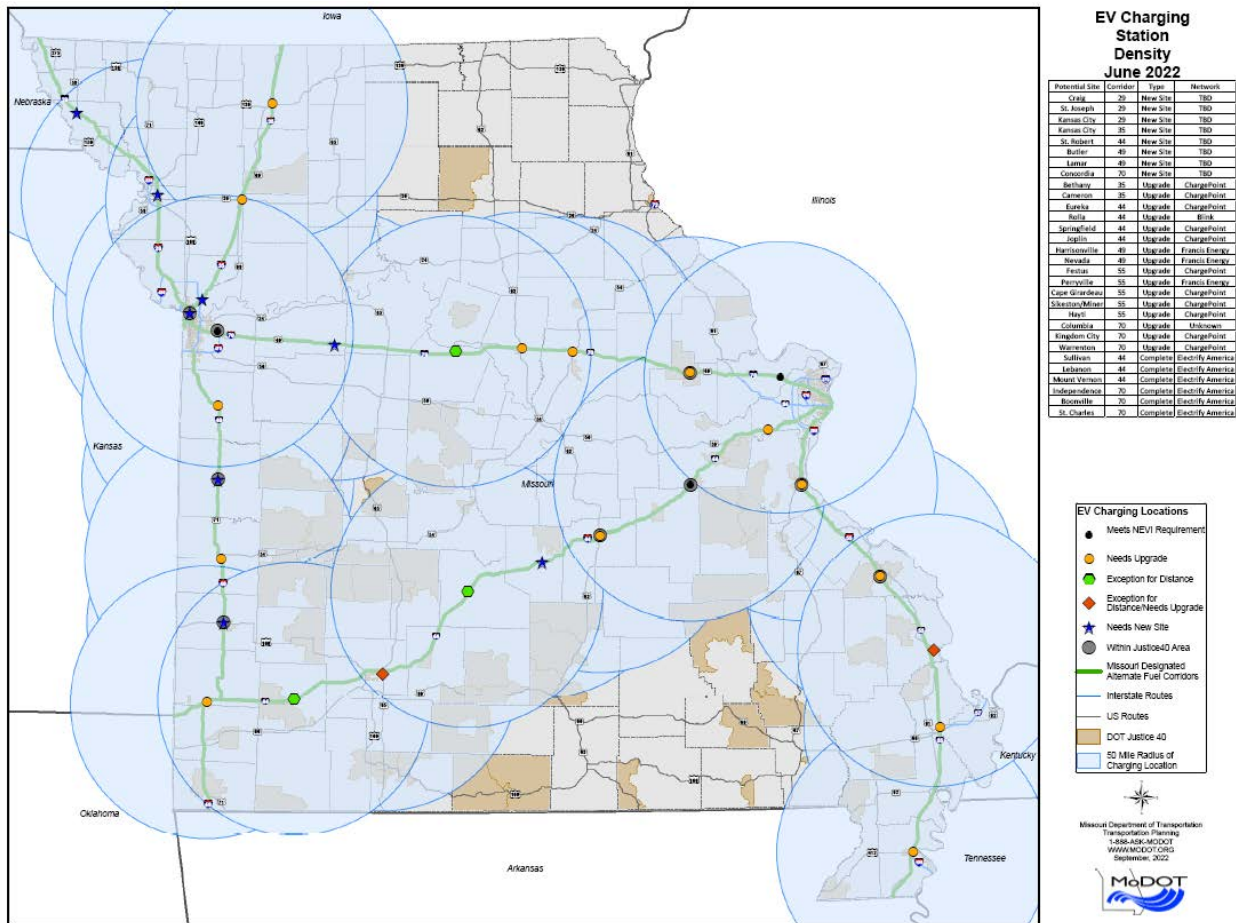 EV Charging
Station
Density
June 2022
Potential Site Corridor Type Network
Craig 29 New Site TBD
St. Joseph 29 New Site TBD
Kansas City 29 New Site TBD
Kansas City 35 New Site TBD
St. Robert 44 New Site TBD
Butler 49 New Site TBD
Lamar 49 New Site TBD
Concordia 70 New Site TBD
Bethany 35 Upgrade ChargePoint
Cameron 35 Upgrade ChargePoint
Eureka 44 Upgrade ChargePoint
Rolla 44 Upgrade Blink
Springfield 44 Upgrade ChargePoint
Joplin 44 Upgrade ChargePoint
Harrisonville 49 Upgrade Francis Energy
Nevada 49 Upgrade Francis Energy
Festus 55 Upgrade ChargePoint
Perryville 55 Upgrade Francis Energy
Cape Girardeau 55 Upgrade ChargePoint
Sikeston/Miner 55 Upgrade ChargePoint
Hayti 55 Upgrade ChargePoint
Columbia 70 Upgrade Unknown
Kingdom City 70 Upgrade ChargePoint
Warrenton 70 Upgrade ChargePoint
Sullivan 44 Complete Electrify America
Lebanon 44 Complete Electrify America
Mount Vernon 44 Complete Electrify America
Independence 70 Complete Electrify America
Boonville 70 Complete Electrify America
St. Charles 70 Complete Electrify America
Iowa
Nebraska
Illinois
Kansas
Missouri
Kentucky
Oklahoma
Arkansas
Tennessee
EV Charging Locations
Meets NEVI Requirement
Needs Upgrade
Exception for Distance
Exception for
Distance/Needs Upgrade
Needs New Site
Within Justice40 Area
Missouri Designated
Alternate Fuel Corridors
Interstate Routes
US Routes
DOT Justice 40
50 Mile Radius of
Charging Location
Missouri Department of Transportation
Transportation Planning
1-888-ASK-MODOT
WWW.MODOT.ORG
September, 2022
MoDOT